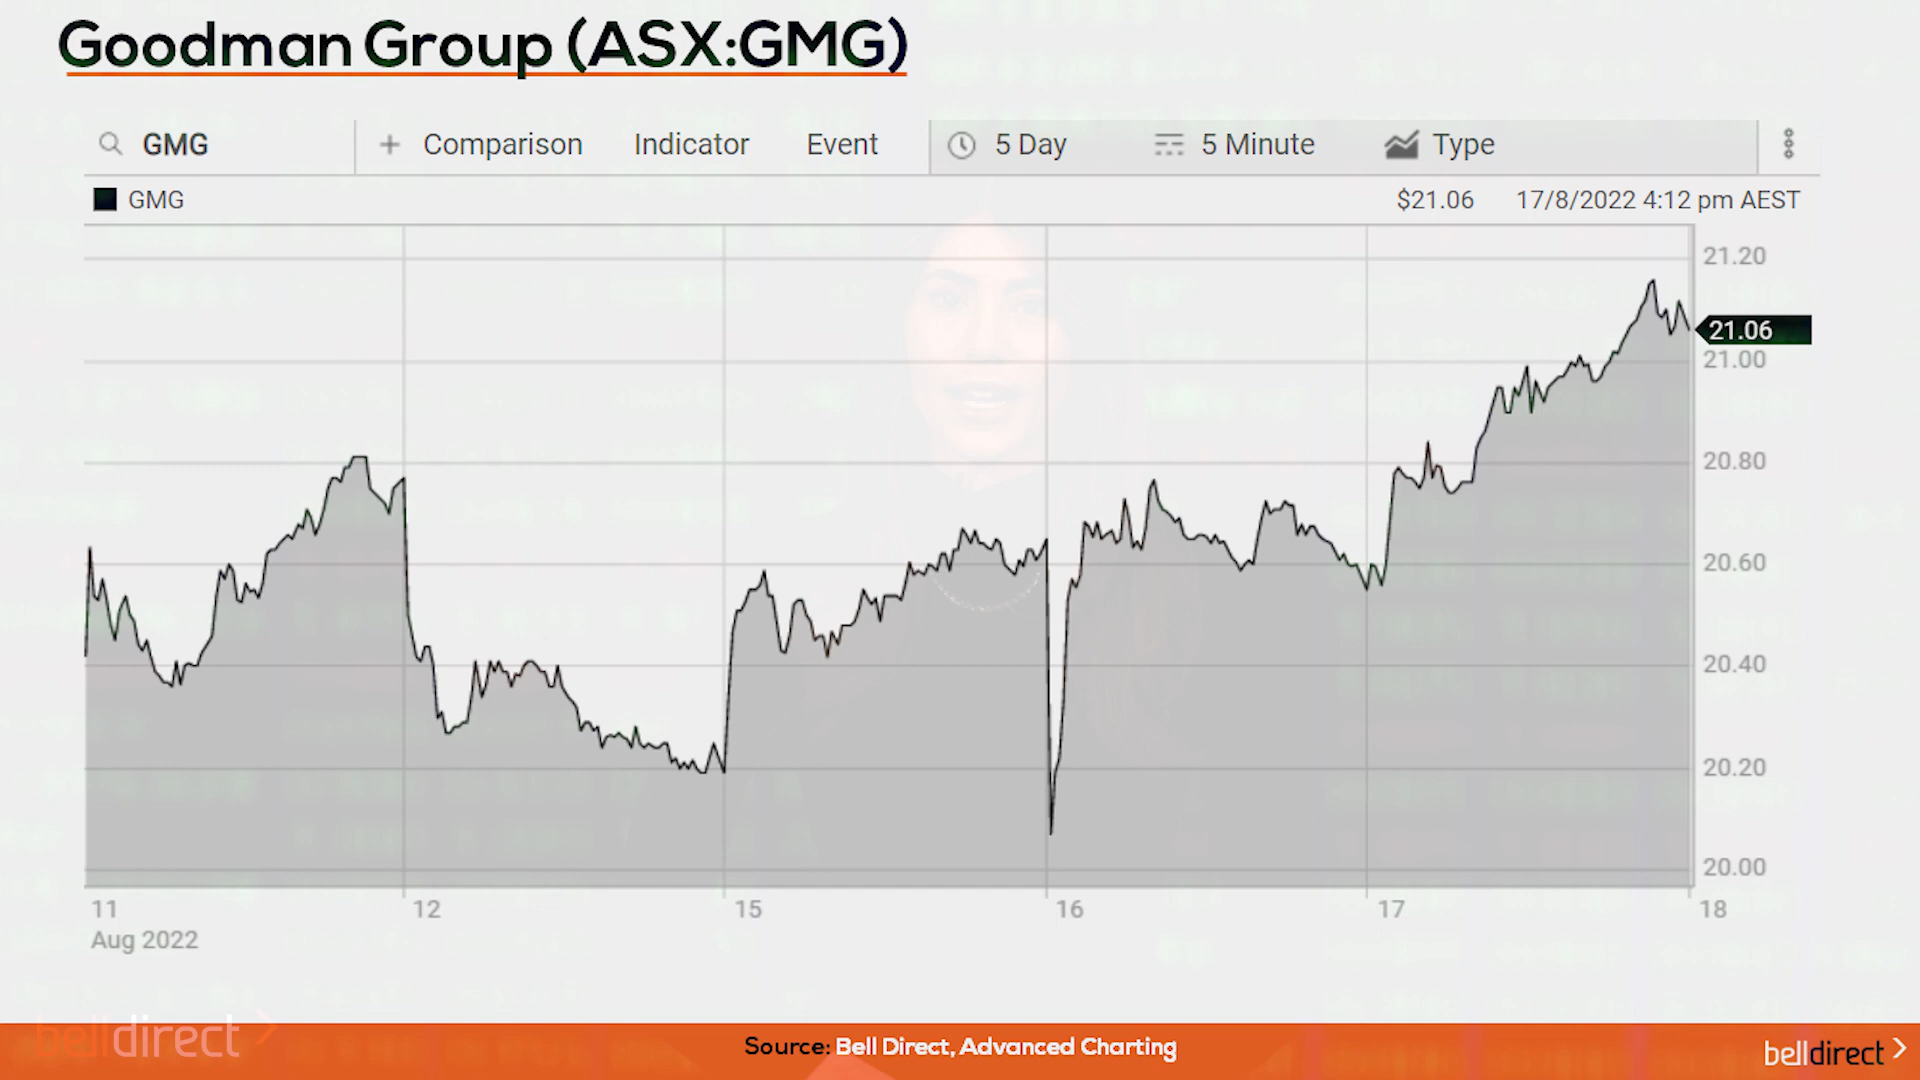 Goodman Group (ASX:GMG)
GMG + Comparison Indicator Event 5 Day 5 Minute Type
GMG $21.06 17/8/2022 4:12 pm AEST
21.20
21.06
21.00
20.80
20.60
20.40
20.20
20.00
11 12 15 16 17 18
Aug 2022
belldirect
Source: Bell Direct, Advanced Charting
belldirect